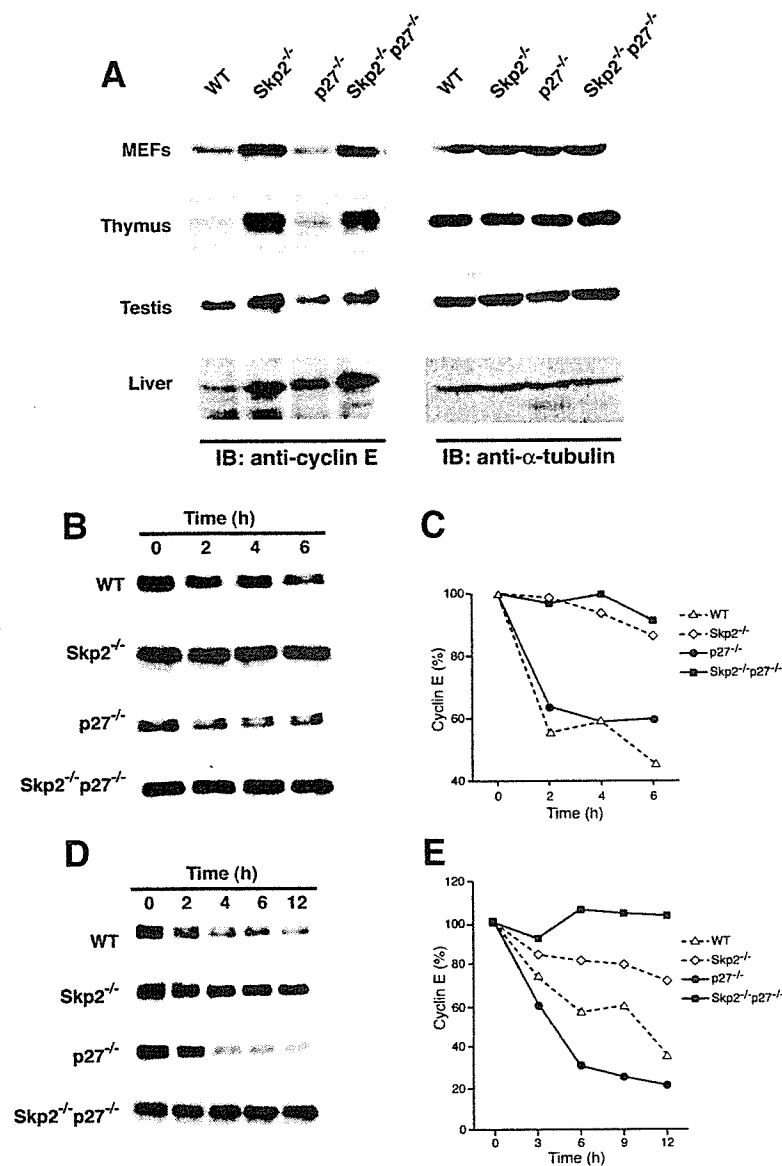 A
WT Skp2-/- p27-/- Skp2-/-p27-/- WT Skp2-/- p27-/- Skp2-/-p27-/-
MEFs
Thymus
Testis
Liver
IB: anti-cyclin E IB: anti-α-tubulin
B
Time (h)
0 2 4 6
WT
Skp2-/-
p27-/-
Skp2-/-p27-/-
C
100
80
60
40
Cyclin E (%)
0 2 4 6
Time (h)
WT
Skp2-/-
p27-/-
Skp2-/-p27-/-
D
Time (h)
0 2 4 6 12
WT
Skp2-/-
p27-/-
Skp2-/-p27-/-
E
120
100
80
60
40
20
0
Cyclin E (%)
0 3 6 9 12
Time (h)
WT
Skp2-/-
p27-/-
Skp2-/-p27-/-